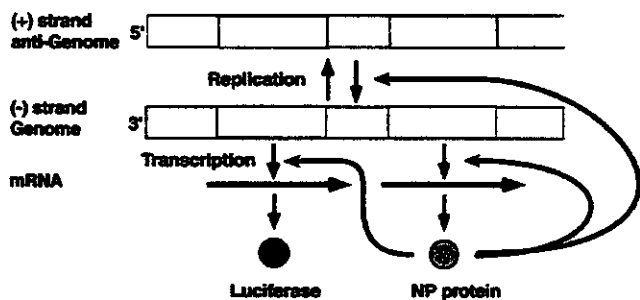 (+) strand
anti-Genome 5'
Replication
(-) strand
Genome 3'
Transcription
mRNA
Luciferase NP protein